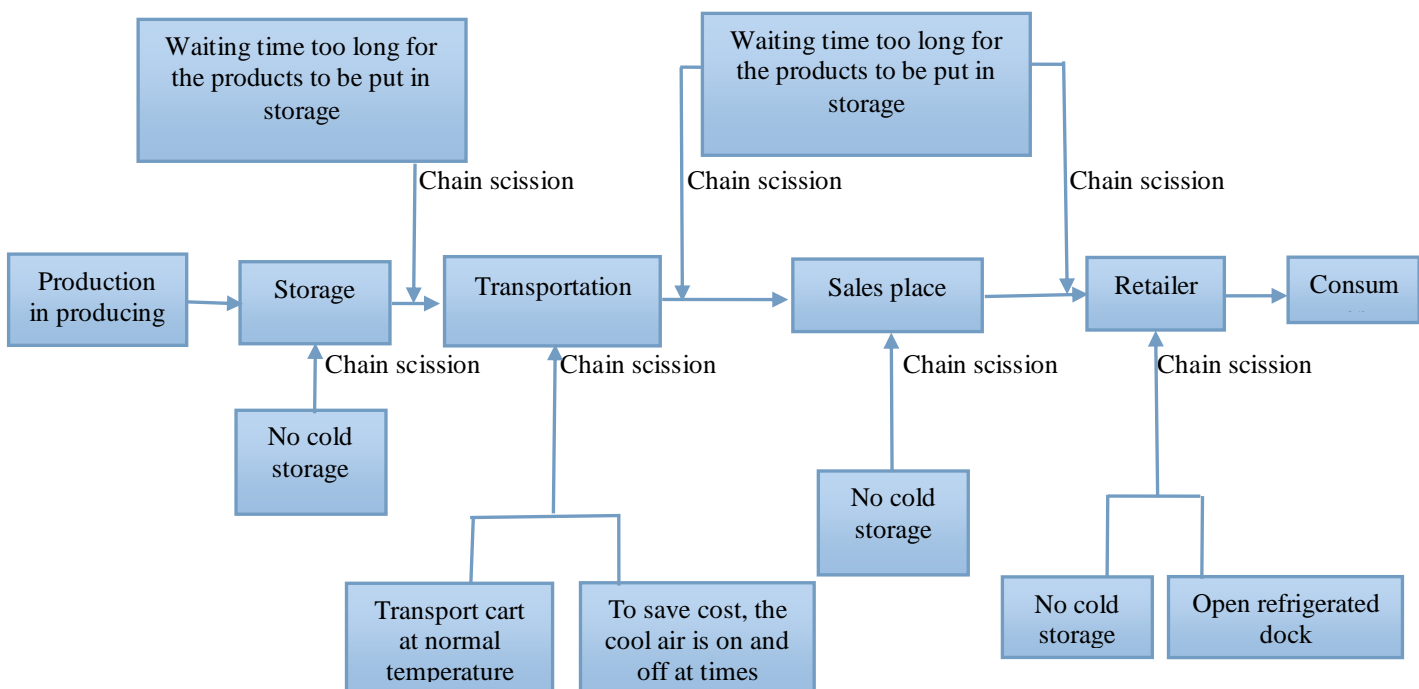 Waiting time too long for
the products to be put in
storage
Waiting time too long for
the products to be put in
storage
Chain scission
Chain scission
Chain scission
Production
in producing
Storage
Transportation
Sales place
Retailer
Consum
Chain scission
Chain scission
Chain scission
Chain scission
No cold
storage
No cold
storage
Transport cart
at normal
temperature
To save cost, the
cool air is on and
off at times
No cold
storage
Open refrigerated
dock